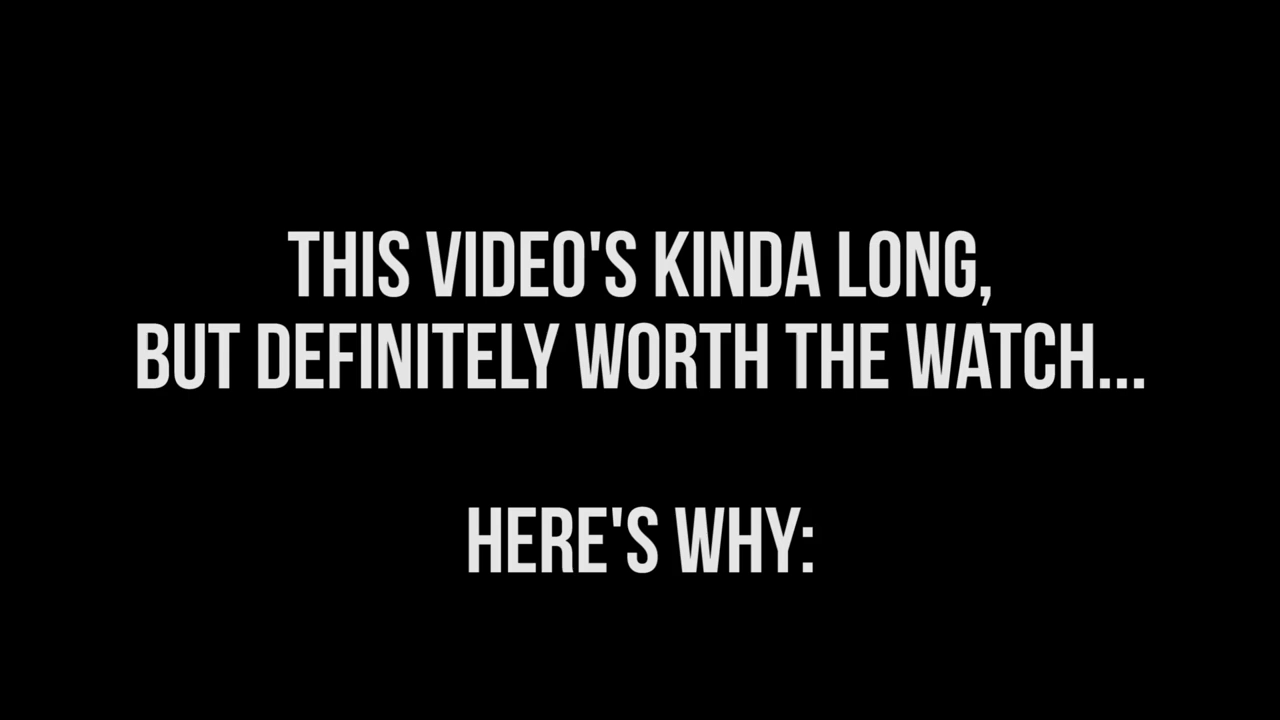 THIS VIDEO'S KINDA LONG,
BUT DEFINITELY WORTH THE WATCH...
HERE'S WHY: